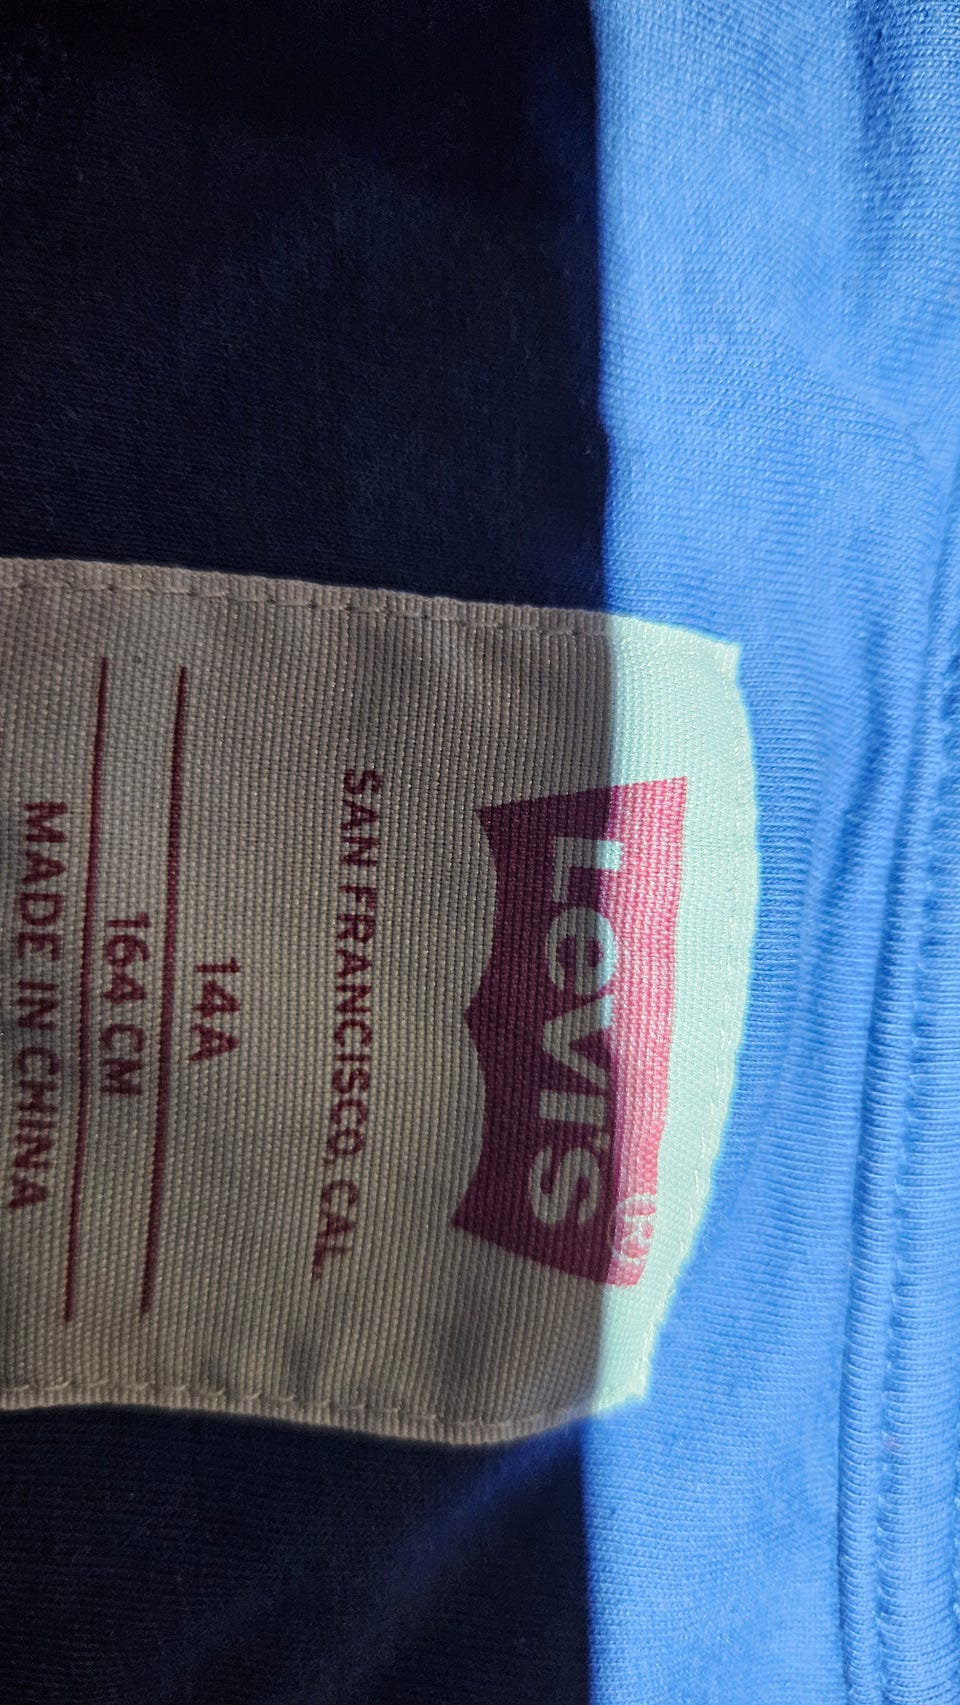 Levi's®
SAN FRANCISCO, CAL.
14A
164 CM
MADE IN CHINA